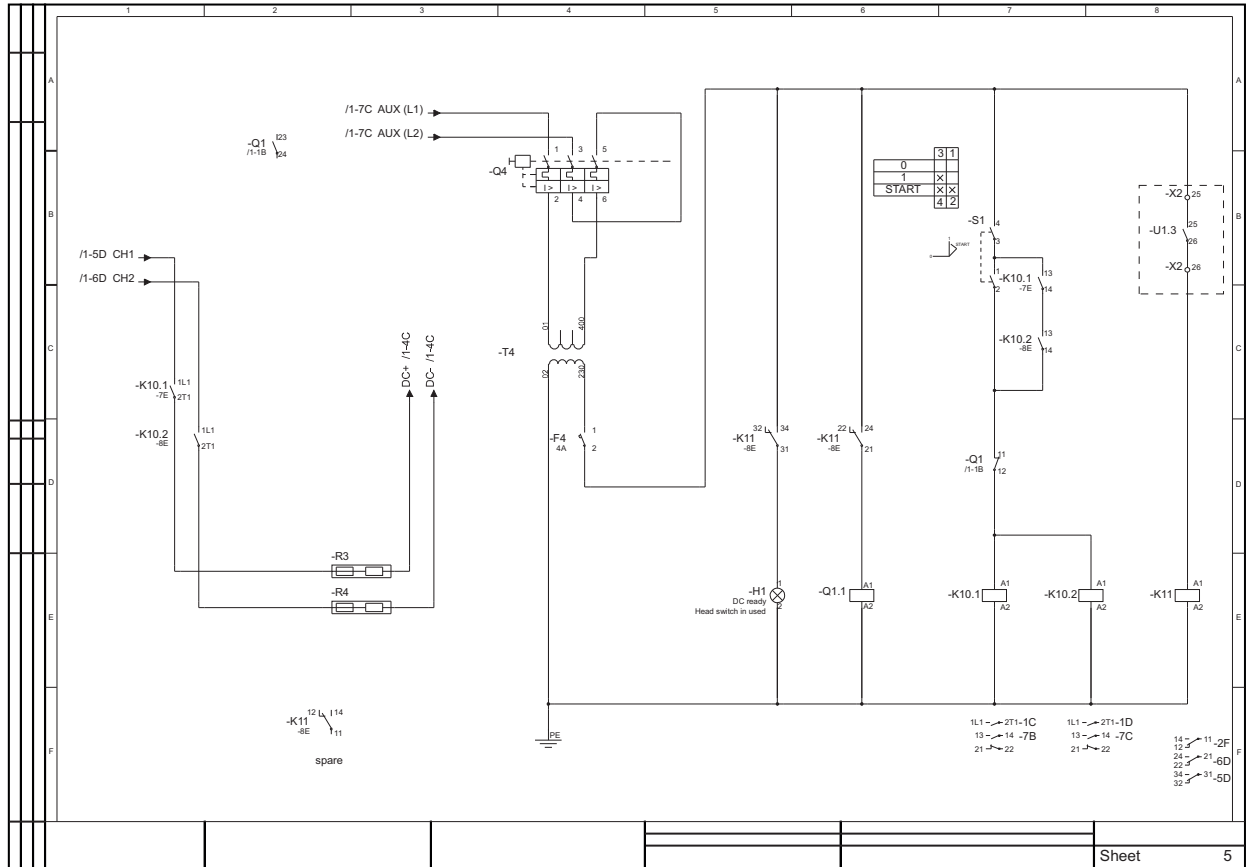 1 2 3 4 5 6 7 8
A A
/1-7C AUX (L1)
/1-7C AUX (L2)
-Q1 23
/1-1B 24
1 3 5
-Q4
I> I> I>
2 4 6
3 1
0
1 ×
START × ×
4 2
B B
-X2 25
25
-U1.3
26
-X2 26
-S1 4
3
1
START
0
/1-5D CH1
/1-6D CH2
1
2
-K10.1 13
-7E 14
-K10.2 13
-8E 14
C C
01 400
-T4
02 230
DC+ /1-4C
DC- /1-4C
-K10.1 1L1
-7E 2T1
-K10.2 1L1
-8E 2T1
-F4 1
4A 2
32 34
-K11
-8E 31
22 24
-K11
-8E 21
-Q1 11
/1-1B 12
D D
-R3
-R4
-H1 1
DC ready
2
Head switch in used
-Q1.1 A1
A2
-K10.1 A1
A2
-K10.2 A1
A2
-K11 A1
A2
E E
12 14
-K11
-8E 11
spare
PE
1L1 2T1 -1C
13 14 -7B
21 22
1L1 2T1 -1D
13 14 -7C
21 22
14 11 -2F
12
24 21 -6D
22
34 31 -5D
32
F F
Sheet 5